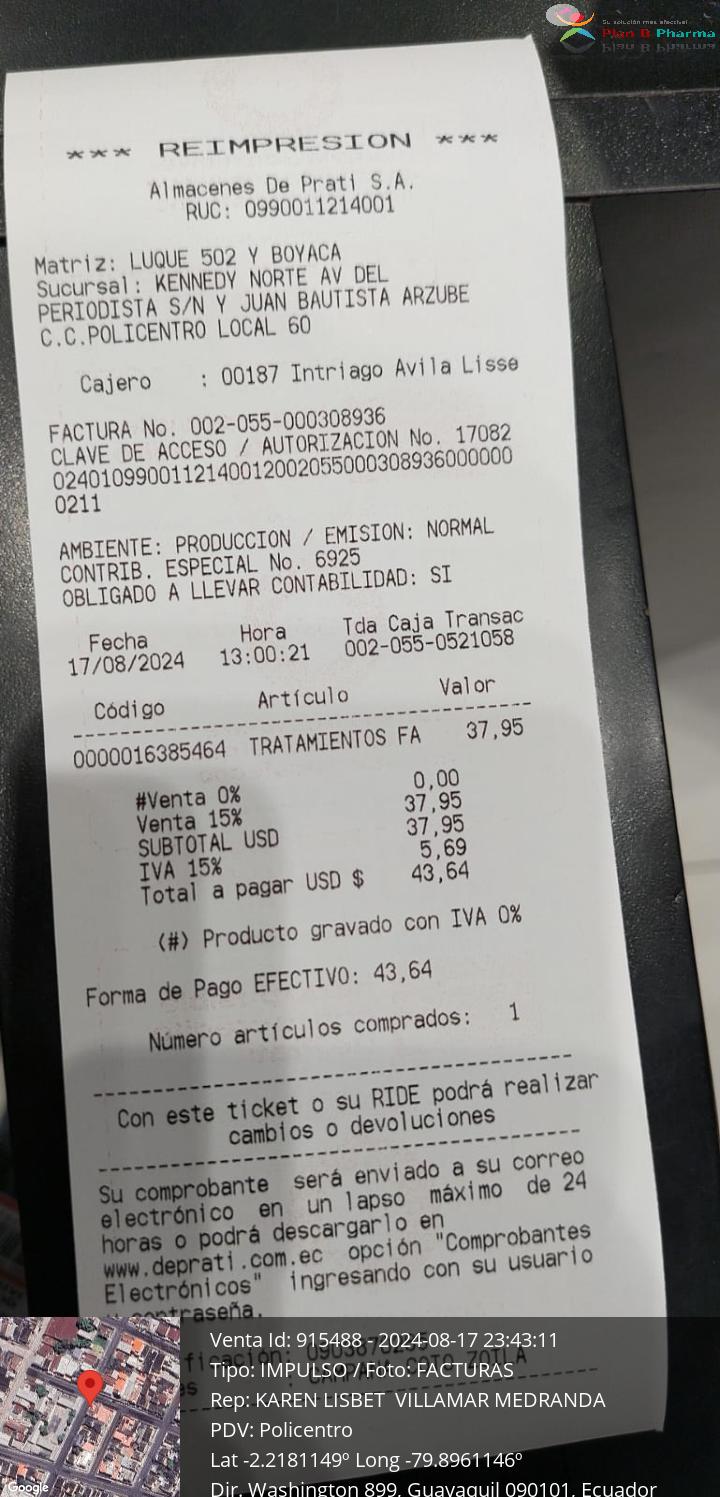 Su solución mas efectiva!
Plan B Pharma
*** REIMPRESION ***
Almacenes De Prati S.A.
RUC: 0990011214001
Matriz: LUQUE 502 Y BOYACA
Sucursal: KENNEDY NORTE AV DEL
PERIODISTA S/N Y JUAN BAUTISTA ARZUBE
C.C.POLICENTRO LOCAL 60
Cajero : 00187 Intriago Avila Lisse
FACTURA No. 002-055-000308936
CLAVE DE ACCESO / AUTORIZACION No. 17082
0240109900112140012002055000308936000000
0211
AMBIENTE: PRODUCCION / EMISION: NORMAL
CONTRIB. ESPECIAL No. 6925
OBLIGADO A LLEVAR CONTABILIDAD: SI
Fecha Hora Tda Caja Transac
17/08/2024 13:00:21 002-055-0521058
Código Artículo Valor
0000016385464 TRATAMIENTOS FA 37,95
#Venta 0% 0,00
Venta 15% 37,95
SUBTOTAL USD 37,95
IVA 15% 5,69
Total a pagar USD $ 43,64
(#) Producto gravado con IVA 0%
Forma de Pago EFECTIVO: 43,64
Número artículos comprados: 1
Con este ticket o su RIDE podrá realizar
cambios o devoluciones
Su comprobante será enviado a su correo
electrónico en un lapso máximo de 24
horas o podrá descargarlo en
www.deprati.com.ec opción "Comprobantes
Electrónicos" ingresando con su usuario
contraseña.
Venta Id: 915488 - 2024-08-17 23:43:11
Tipo: IMPULSO / Foto: FACTURAS
Rep: KAREN LISBET VILLAMAR MEDRANDA
PDV: Policentro
Lat -2.2181149º Long -79.8961146º
Dir. Washington 899, Guayaquil 090101, Ecuador
Google